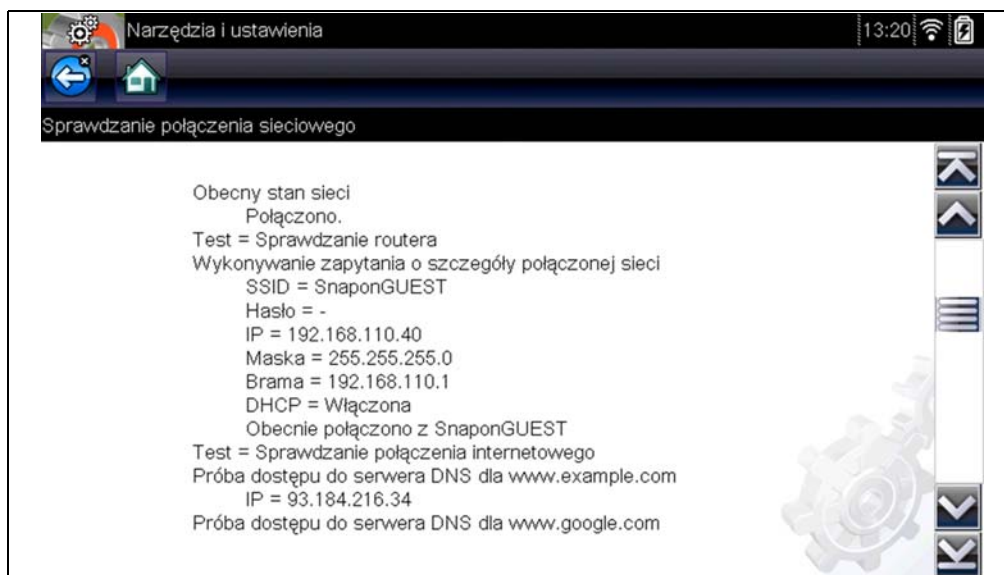 Narzędzia i ustawienia
13:20
Sprawdzanie połączenia sieciowego
Obecny stan sieci
Połączono.
Test = Sprawdzanie routera
Wykonywanie zapytania o szczegóły połączonej sieci
SSID = SnaponGUEST
Hasło = -
IP = 192.168.110.40
Maska = 255.255.255.0
Brama = 192.168.110.1
DHCP = Włączona
Obecnie połączono z SnaponGUEST
Test = Sprawdzanie połączenia internetowego
Próba dostępu do serwera DNS dla www.example.com
IP = 93.184.216.34
Próba dostępu do serwera DNS dla www.google.com